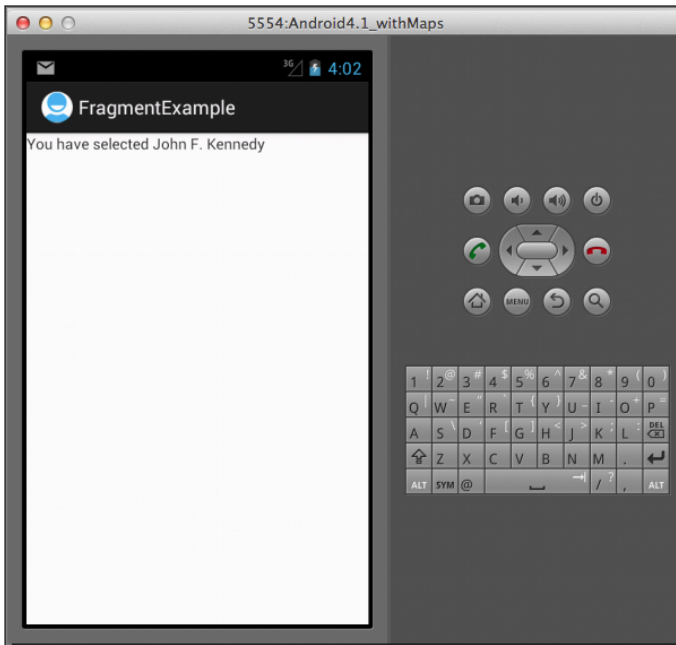 5554:Android4.1_withMaps
3G 4:02
FragmentExample
You have selected John F. Kennedy
MENU
1 ! 2 @ 3 # 4 $ 5 % 6 ^ 7 & 8 * 9 ( 0 )
Q | W ~ E " R ` T { Y } U _ I - O + P =
A S \ D ' F [ G ] H < J > K ; L : DEL
Z X C V B N M .
ALT SYM @ / ? , ALT